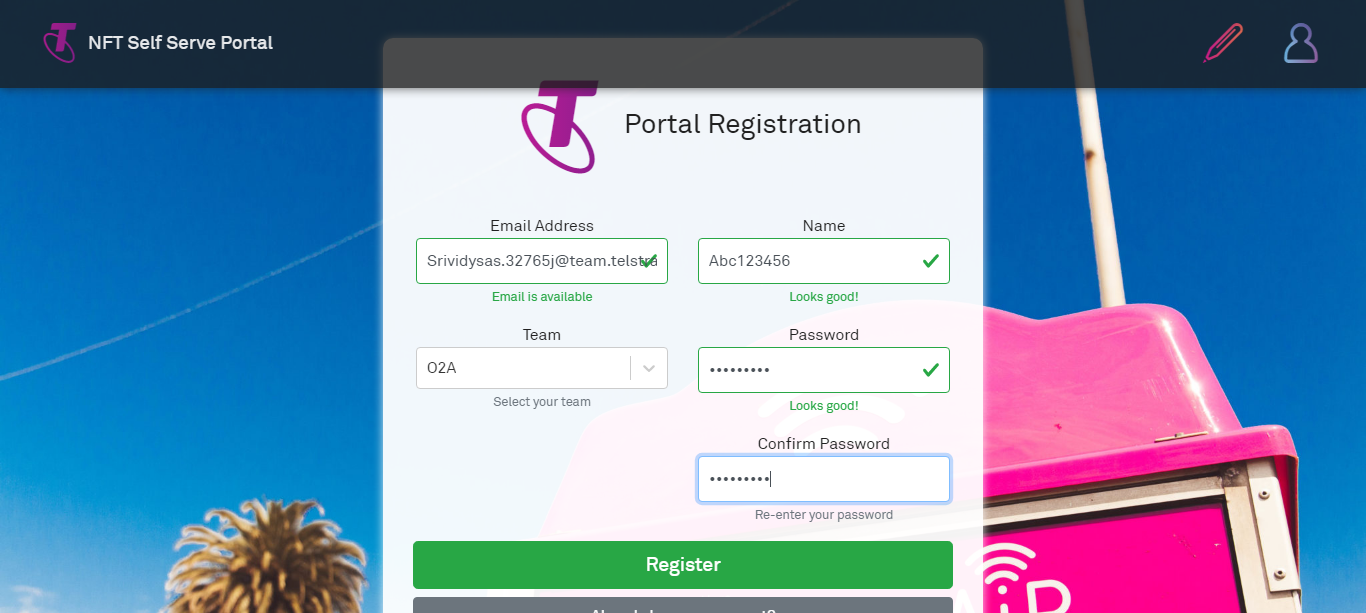 NFT Self Serve Portal
Portal Registration
Email Address
Name
Srividysas.32765j@team.telstra
Abc123456
Email is available
Looks good!
Team
Password
O2A
•••••••••
Select your team
Looks good!
Confirm Password
•••••••••
Re-enter your password
Register